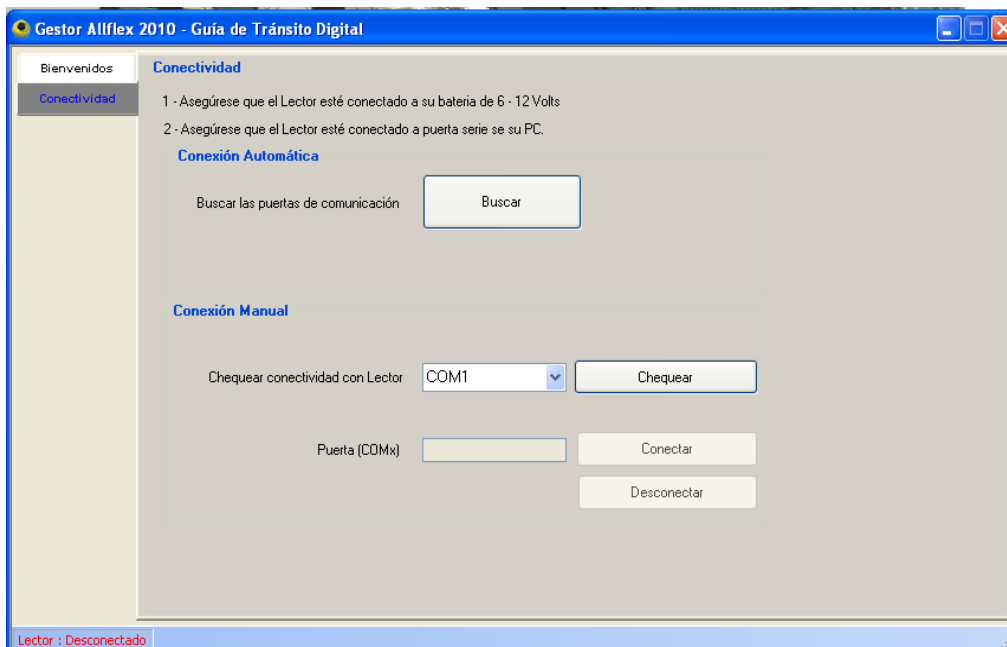 Gestor Allflex 2010 - Guía de Tránsito Digital
Bienvenidos
Conectividad
Conectividad
1 - Asegúrese que el Lector esté conectado a su bateria de 6 - 12 Volts
2 - Asegúrese que el Lector esté conectado a puerta serie se su PC.
Conexión Automática
Buscar las puertas de comunicación
Buscar
Conexión Manual
Chequear conectividad con Lector
COM1
Chequear
Puerta (COMx)
Conectar
Desconectar
Lector : Desconectado